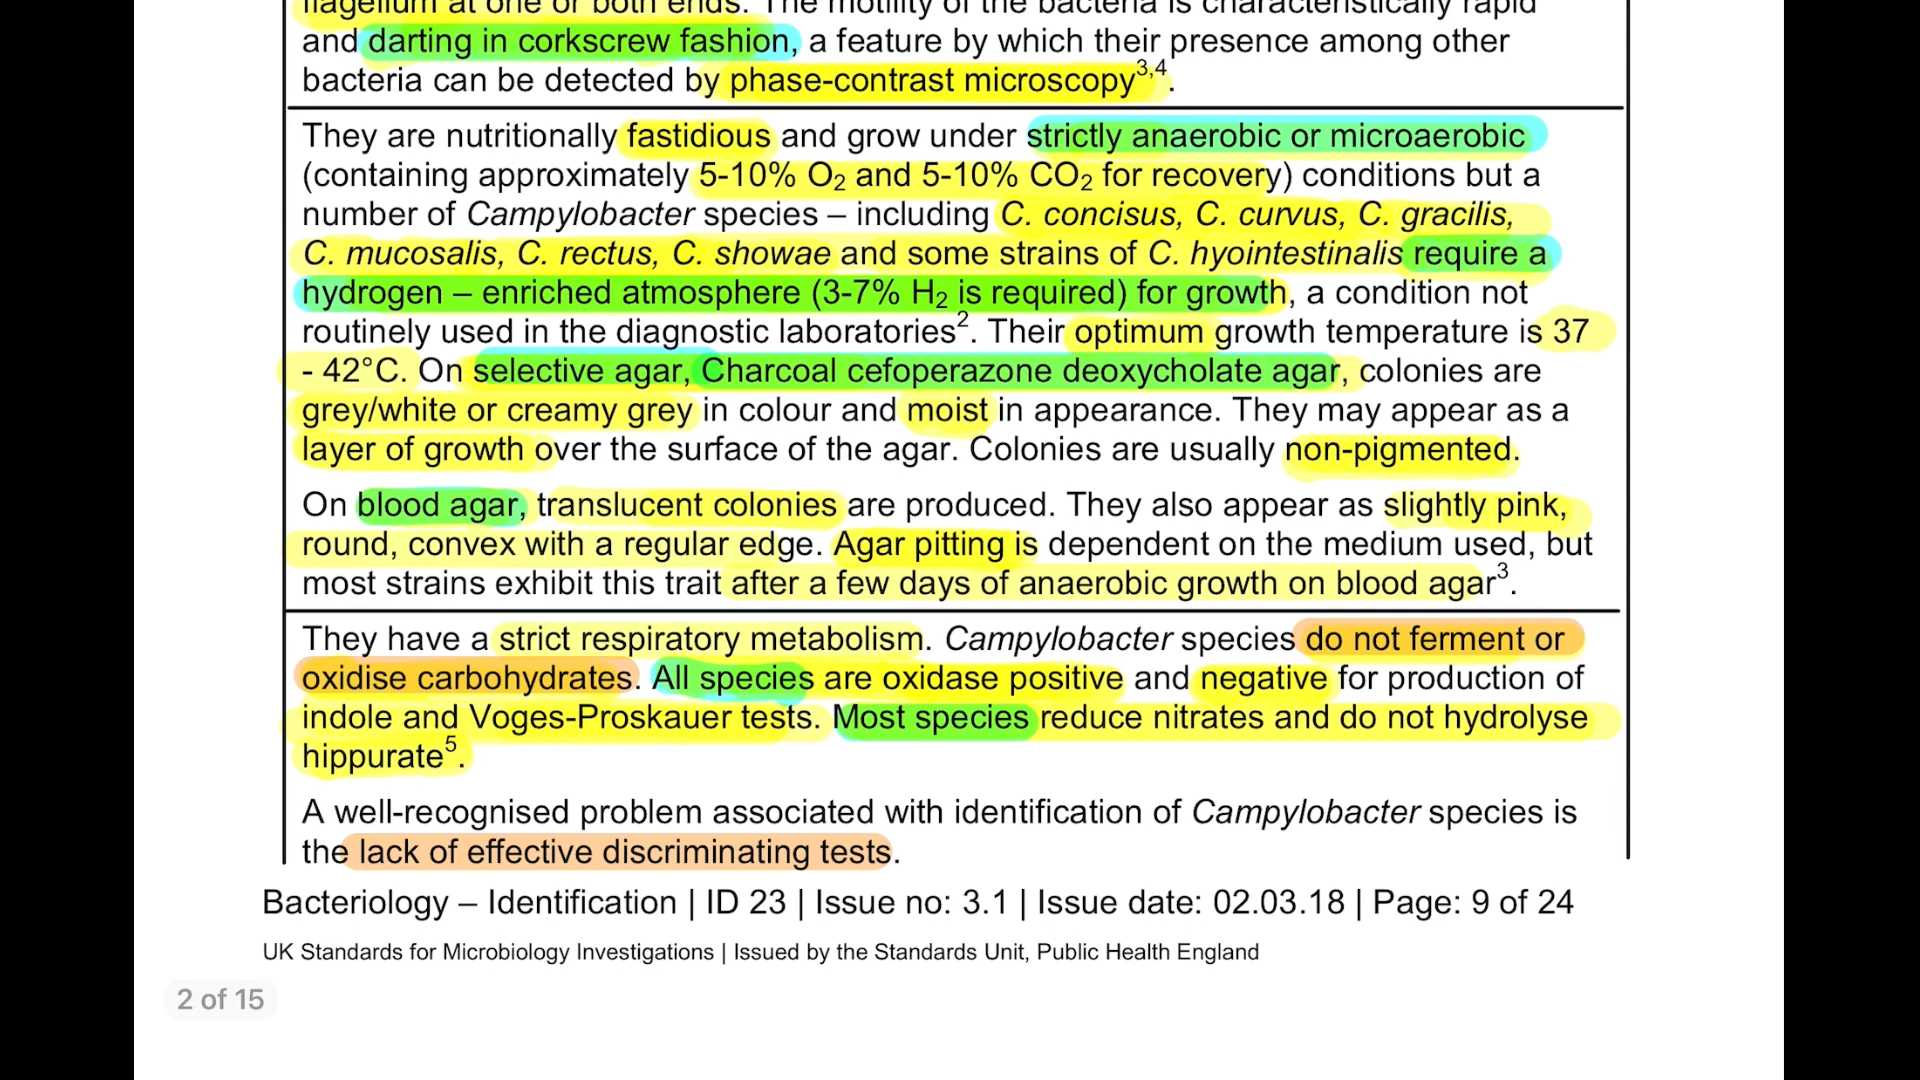 flagellum at one or both ends. The motility of the bacteria is characteristically rapid
and darting in corkscrew fashion, a feature by which their presence among other
bacteria can be detected by phase-contrast microscopy3,4.
They are nutritionally fastidious and grow under strictly anaerobic or microaerobic
(containing approximately 5-10% O2 and 5-10% CO2 for recovery) conditions but a
number of Campylobacter species – including C. concisus, C. curvus, C. gracilis,
C. mucosalis, C. rectus, C. showae and some strains of C. hyointestinalis require a
hydrogen – enriched atmosphere (3-7% H2 is required) for growth, a condition not
routinely used in the diagnostic laboratories2. Their optimum growth temperature is 37
- 42°C. On selective agar, Charcoal cefoperazone deoxycholate agar, colonies are
grey/white or creamy grey in colour and moist in appearance. They may appear as a
layer of growth over the surface of the agar. Colonies are usually non-pigmented.
On blood agar, translucent colonies are produced. They also appear as slightly pink,
round, convex with a regular edge. Agar pitting is dependent on the medium used, but
most strains exhibit this trait after a few days of anaerobic growth on blood agar3.
They have a strict respiratory metabolism. Campylobacter species do not ferment or
oxidise carbohydrates. All species are oxidase positive and negative for production of
indole and Voges-Proskauer tests. Most species reduce nitrates and do not hydrolyse
hippurate5.
A well-recognised problem associated with identification of Campylobacter species is
the lack of effective discriminating tests.
Bacteriology – Identification | ID 23 | Issue no: 3.1 | Issue date: 02.03.18 | Page: 9 of 24
UK Standards for Microbiology Investigations | Issued by the Standards Unit, Public Health England
2 of 15